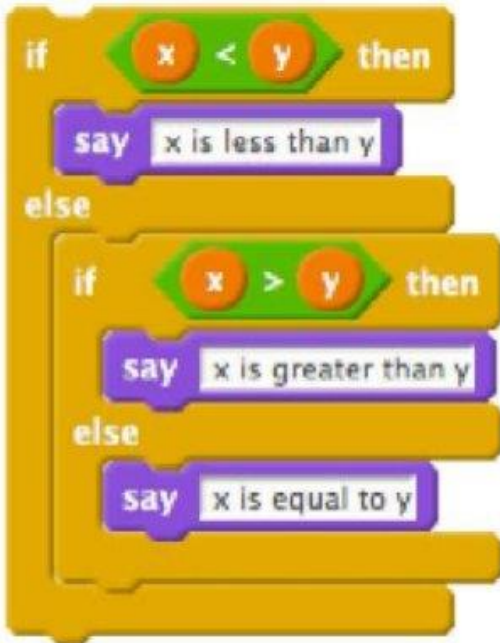 if x < y then
say x is less than y
else
if x > y then
say x is greater than y
else
say x is equal to y